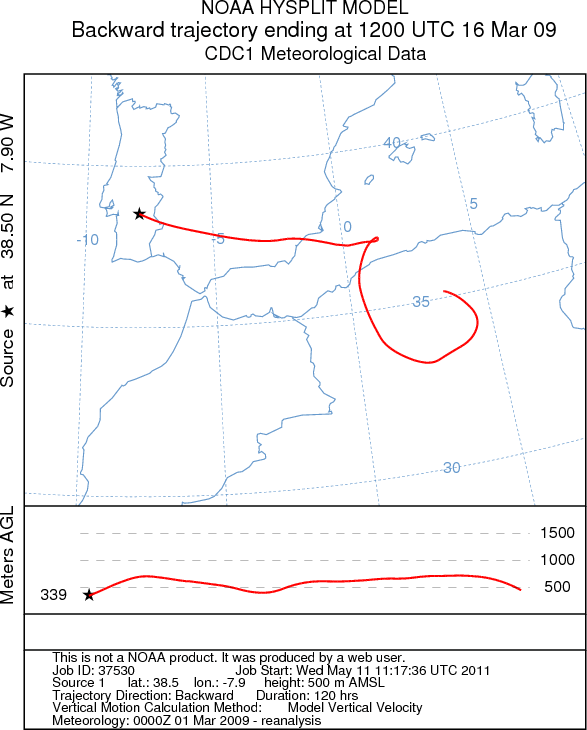 NOAA HYSPLIT MODEL
Backward trajectory ending at 1200 UTC 16 Mar 09
CDC1 Meteorological Data
Source ★ at 38.50 N 7.90 W
40
5
0
-5
-10
35
30
Meters AGL
1500
1000
500
339
This is not a NOAA product. It was produced by a web user.
Job ID: 37530 Job Start: Wed May 11 11:17:36 UTC 2011
Source 1 lat.: 38.5 lon.: -7.9 height: 500 m AMSL
Trajectory Direction: Backward Duration: 120 hrs
Vertical Motion Calculation Method: Model Vertical Velocity
Meteorology: 0000Z 01 Mar 2009 - reanalysis